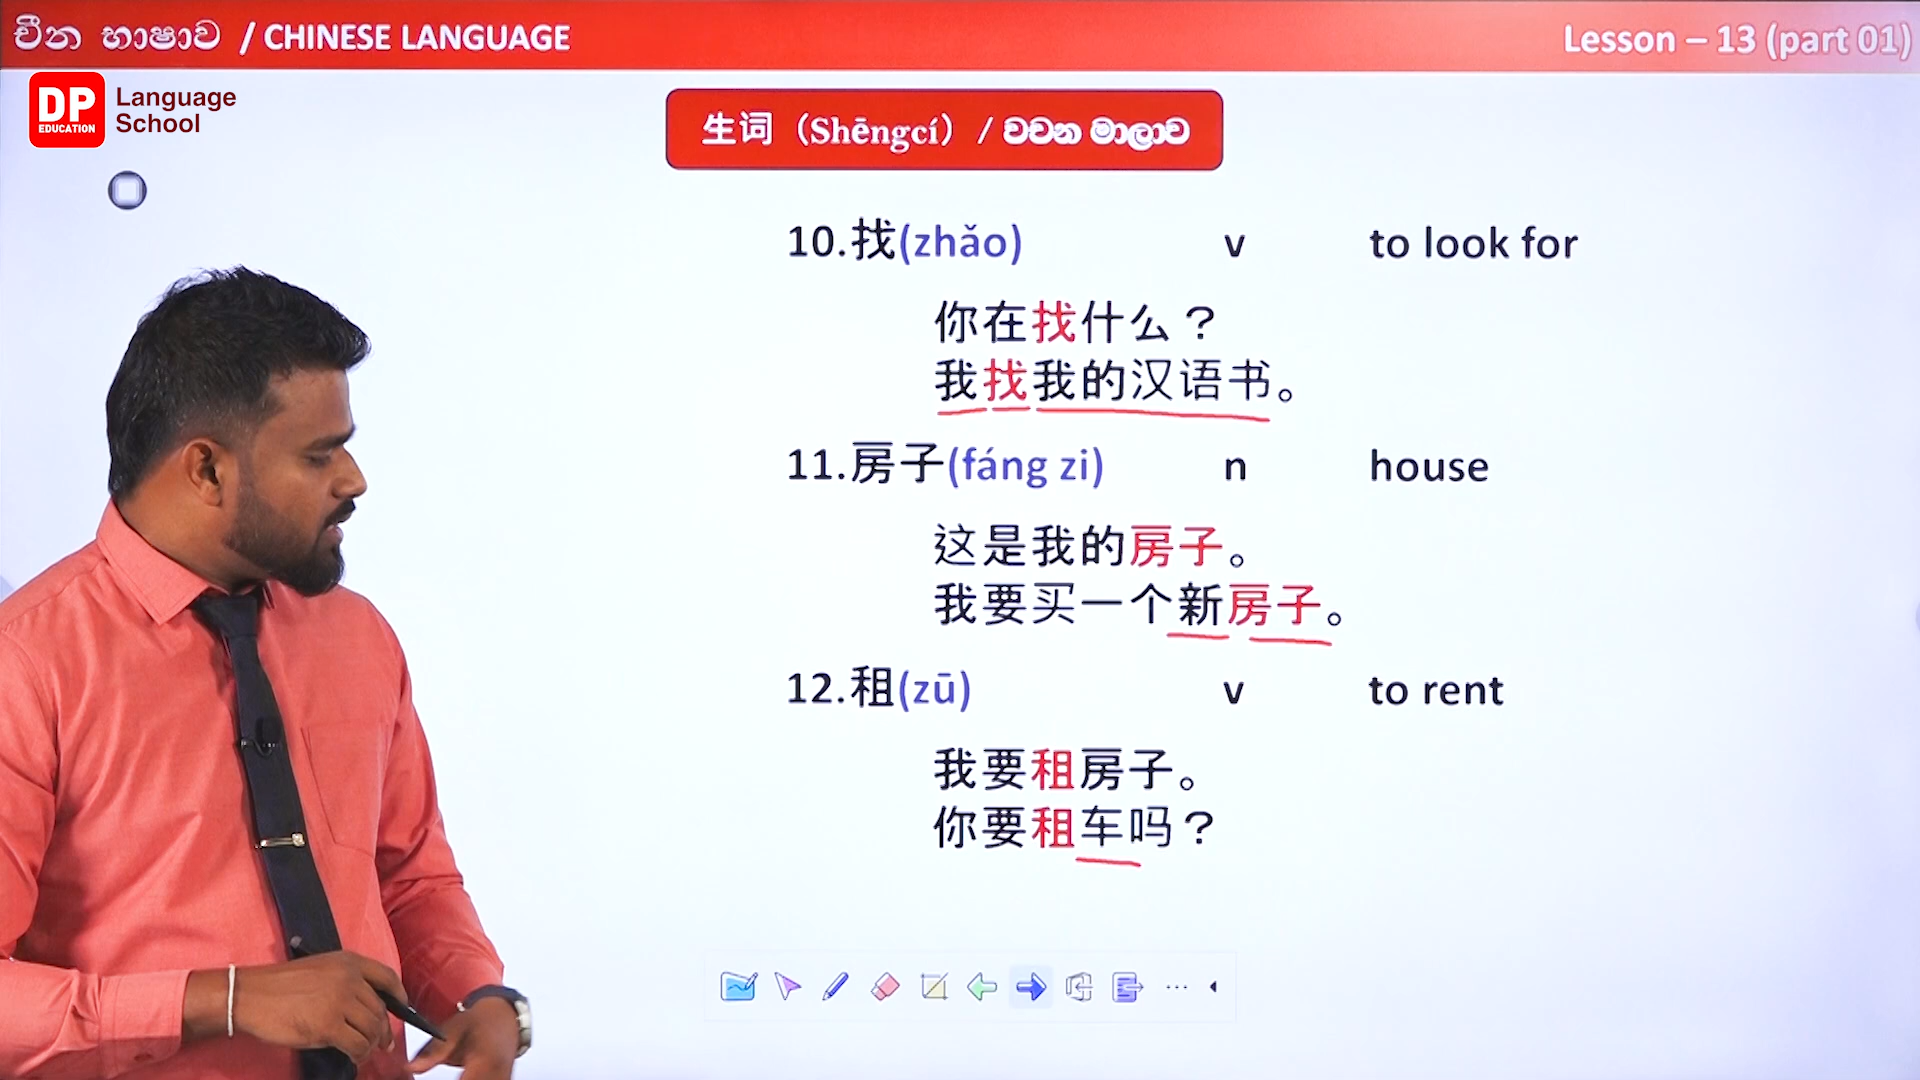 චීන භාෂාව / CHINESE LANGUAGE
Lesson – 13 (part 01)
DP
EDUCATION
Language
School
生词（Shēngcí）/ වචන මාලාව
10.找(zhǎo) v to look for
你在找什么？
我找我的汉语书。
11.房子(fáng zi) n house
这是我的房子。
我要买一个新房子。
12.租(zū) v to rent
我要租房子。
你要租车吗？